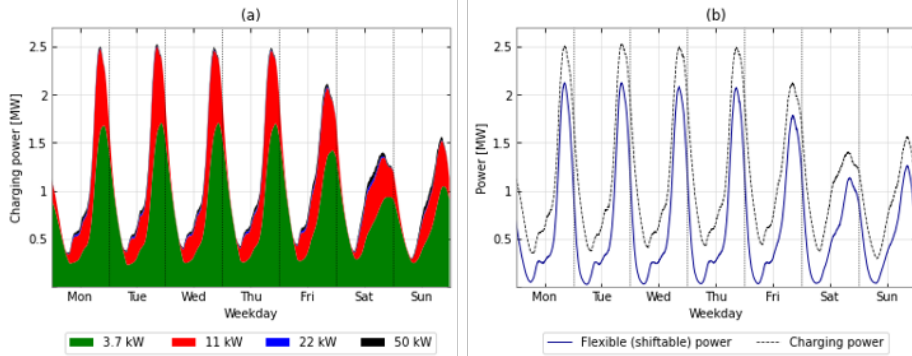 (a)
Charging power [MW]
2.5
2
1.5
1
0.5
Mon Tue Wed Thu Fri Sat Sun
Weekday
3.7 kW 11 kW 22 kW 50 kW
(b)
Power [MW]
2.5
2
1.5
1
0.5
Mon Tue Wed Thu Fri Sat Sun
Weekday
Flexible (shiftable) power Charging power